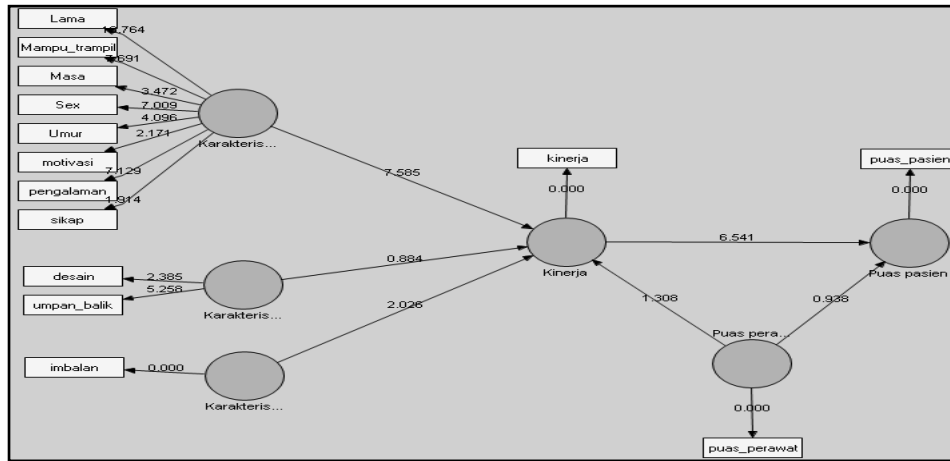 Lama
Mampu_trampil
7.691
Masa
3.472
Sex
7.009
Umur
4.096
motivasi
2.171
pengalaman
7.129
sikap
1.914
Karakteris...
7.585
kinerja
0.000
puas_pasien
0.000
Kinerja
6.541
Puas pasien
desain
2.385
umpan_balik
5.258
Karakteris...
0.884
imbalan
0.000
Karakteris...
2.026
1.308
0.938
Puas pera...
0.000
puas_perawat